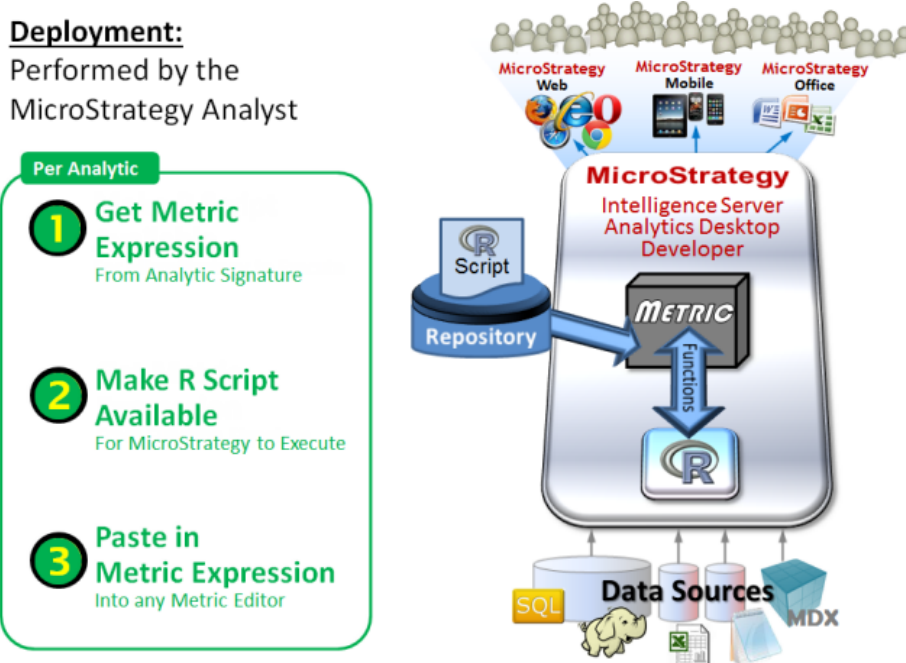 Deployment:
Performed by the
MicroStrategy Analyst
Per Analytic
1
Get Metric
Expression
From Analytic Signature
2
Make R Script
Available
For MicroStrategy to Execute
3
Paste in
Metric Expression
Into any Metric Editor
MicroStrategy
Web
MicroStrategy
Mobile
MicroStrategy
Office
MicroStrategy
Intelligence Server
Analytics Desktop
Developer
R
Script
Repository
METRIC
Functions
R
Data Sources
SQL
MDX